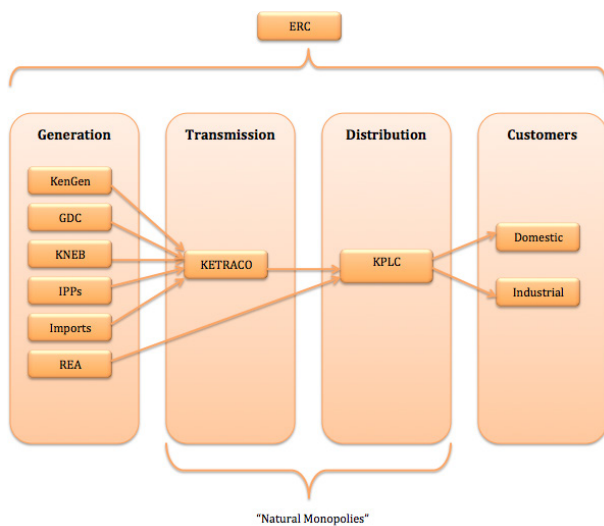 ERC
Generation
Transmission
Distribution
Customers
KenGen
GDC
KNEB
IPPs
Imports
REA
KETRACO
KPLC
Domestic
Industrial
“Natural Monopolies”